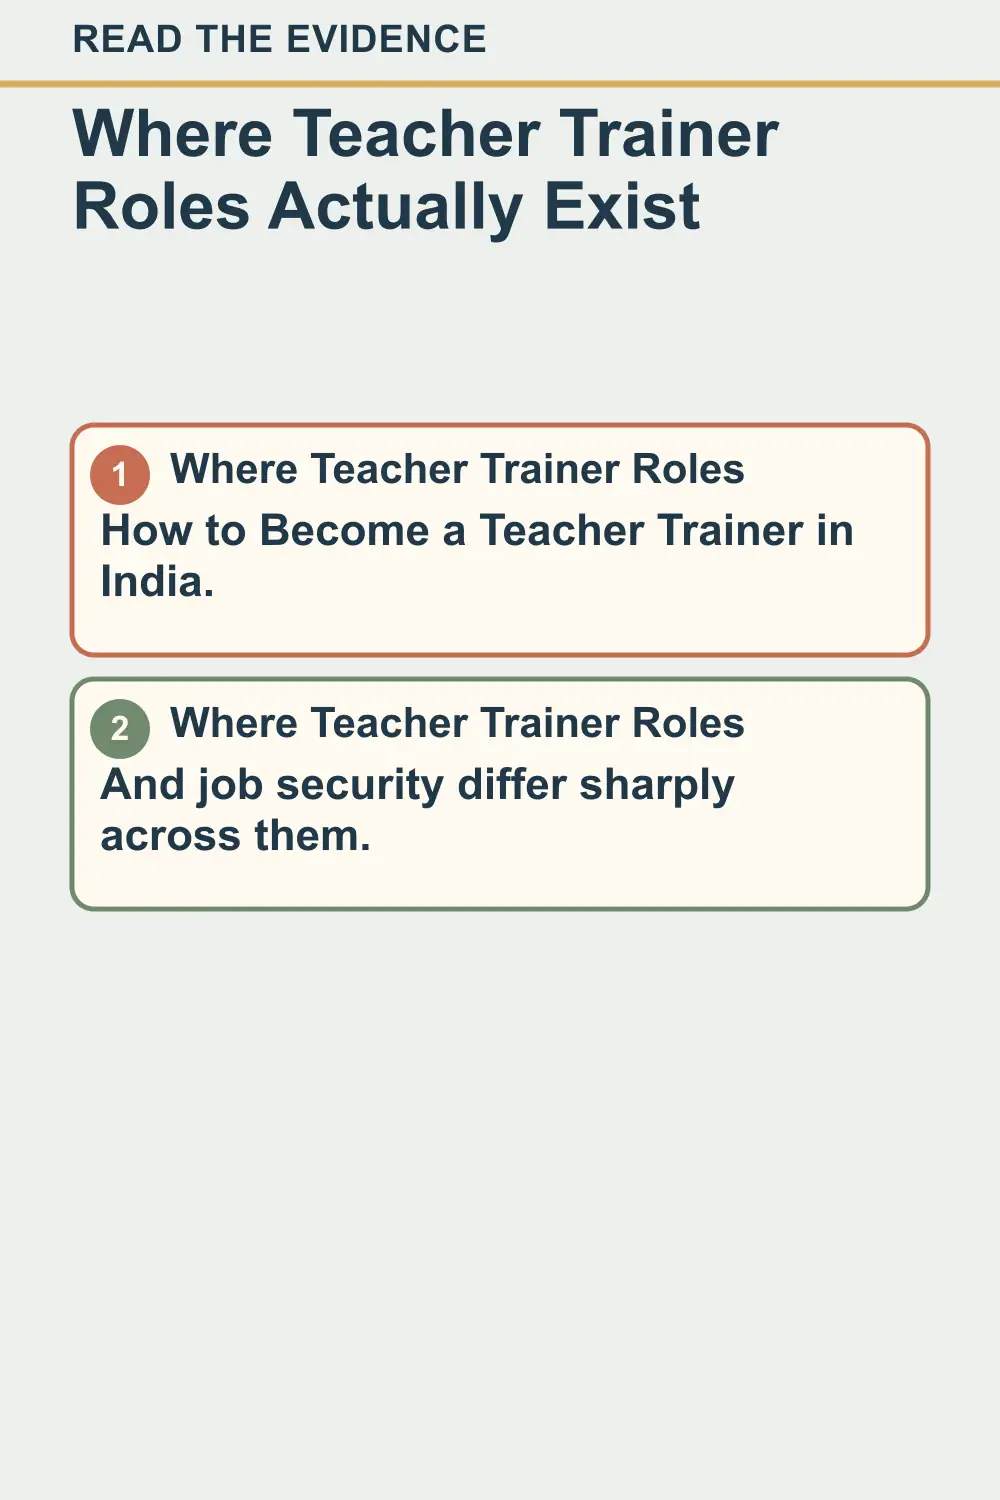 READ THE EVIDENCE
Where Teacher Trainer
Roles Actually Exist
1 Where Teacher Trainer Roles
How to Become a Teacher Trainer in
India.
2 Where Teacher Trainer Roles
And job security differ sharply
across them.